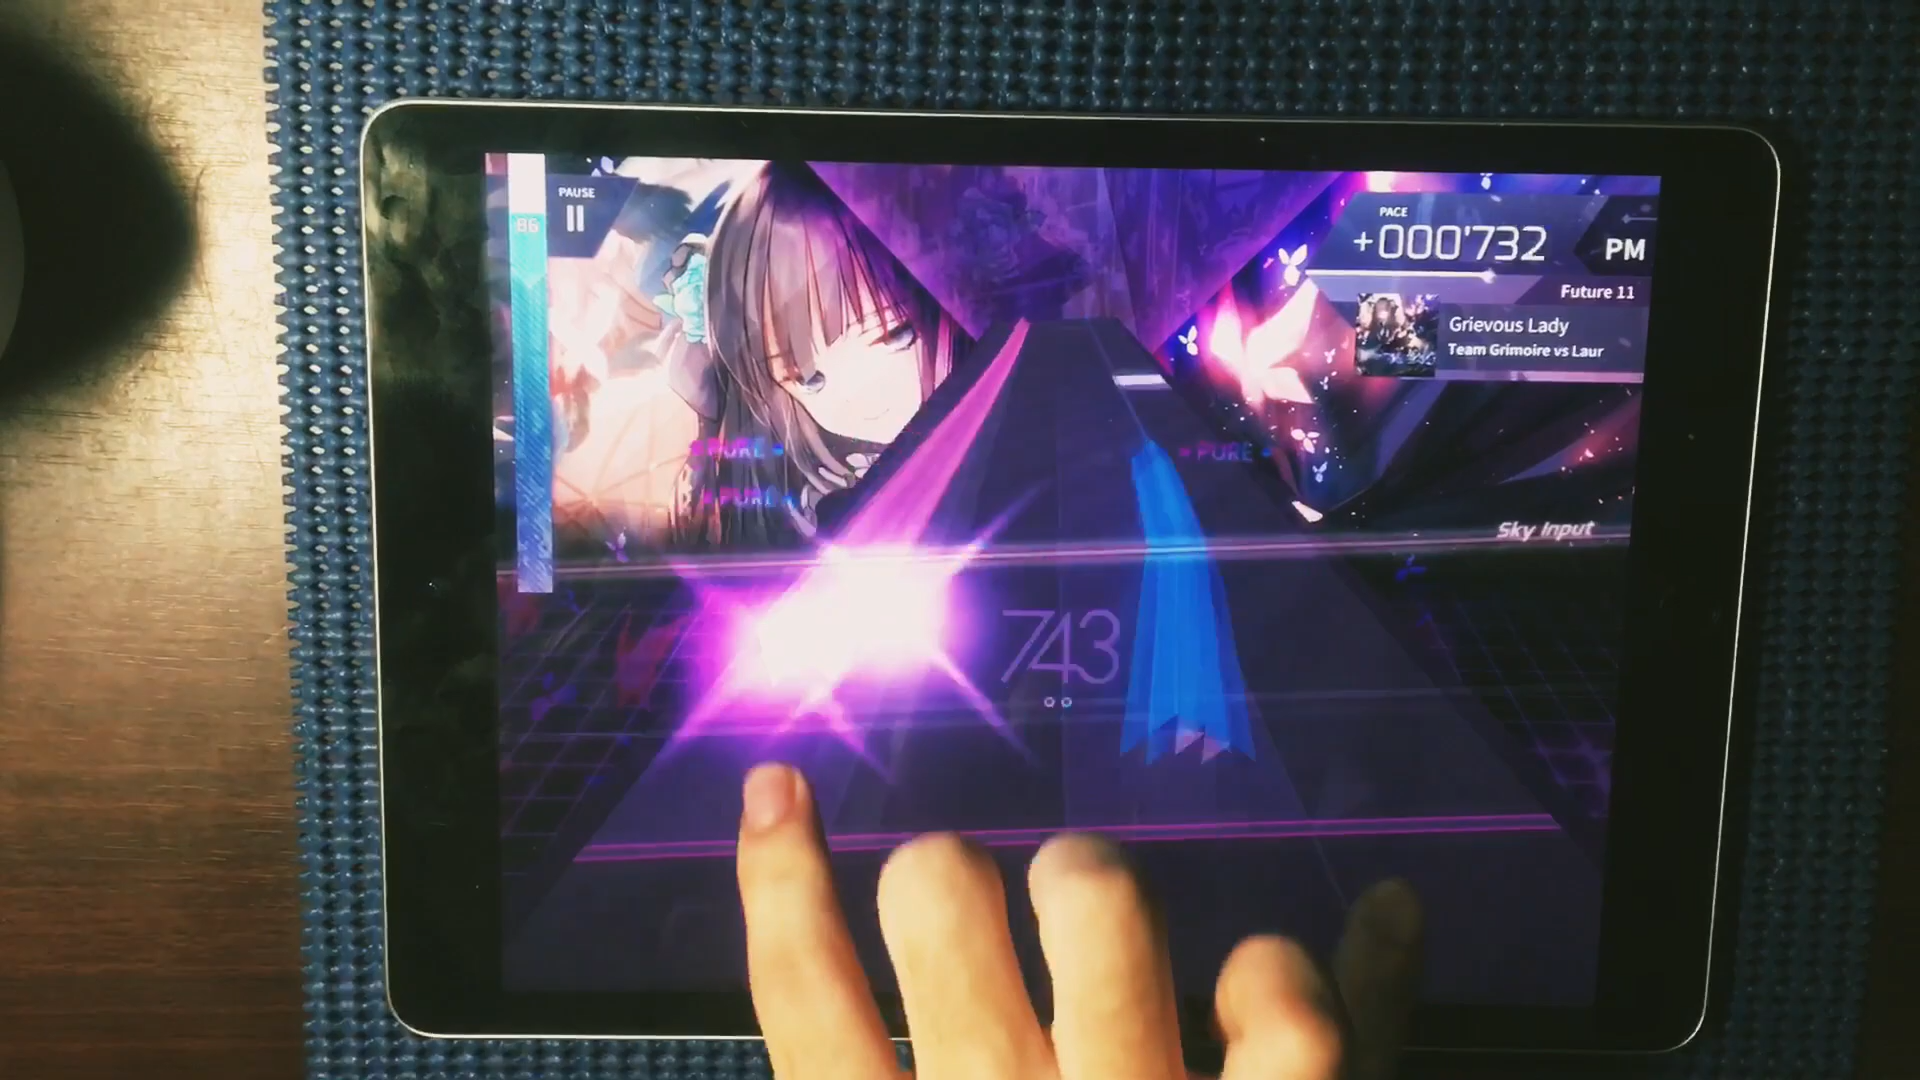 86
PAUSE
PACE
+000'732
PM
Future 11
Grievous Lady
Team Grimoire vs Laur
PURE
PURE
PURE
Sky Input
743